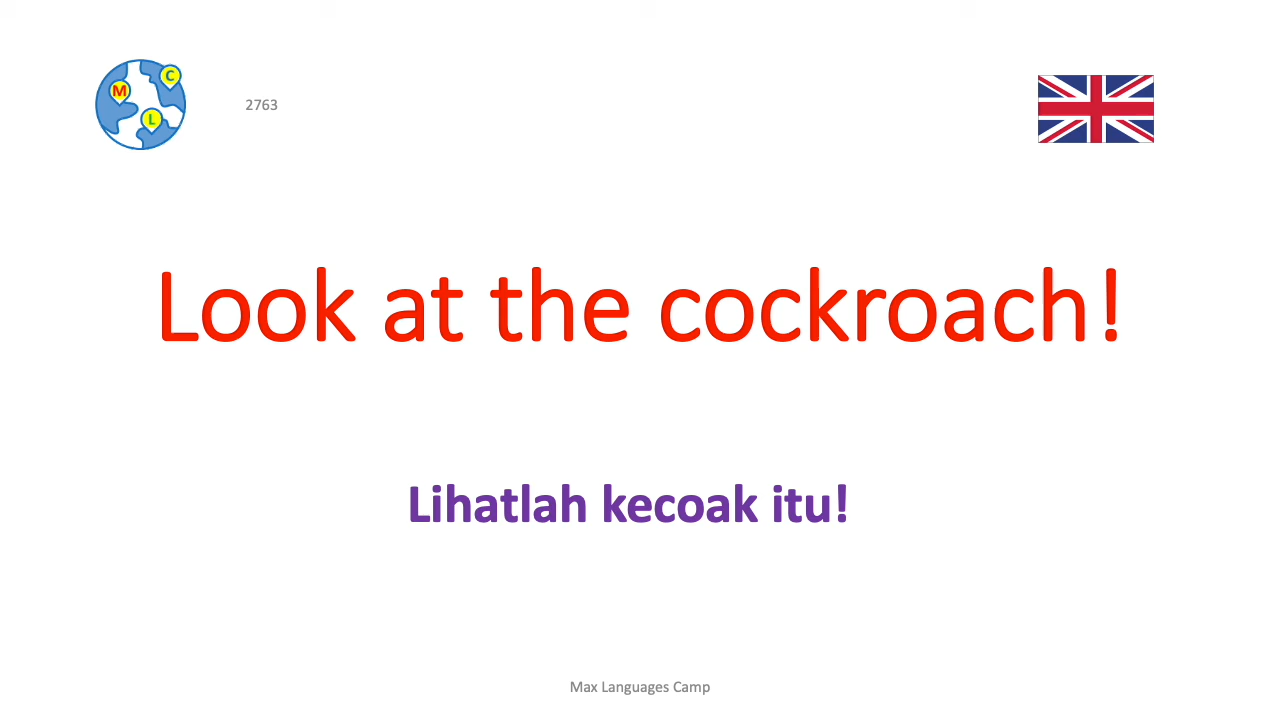 M
C
L
2763
Look at the cockroach!
Lihatlah kecoak itu!
Max Languages Camp